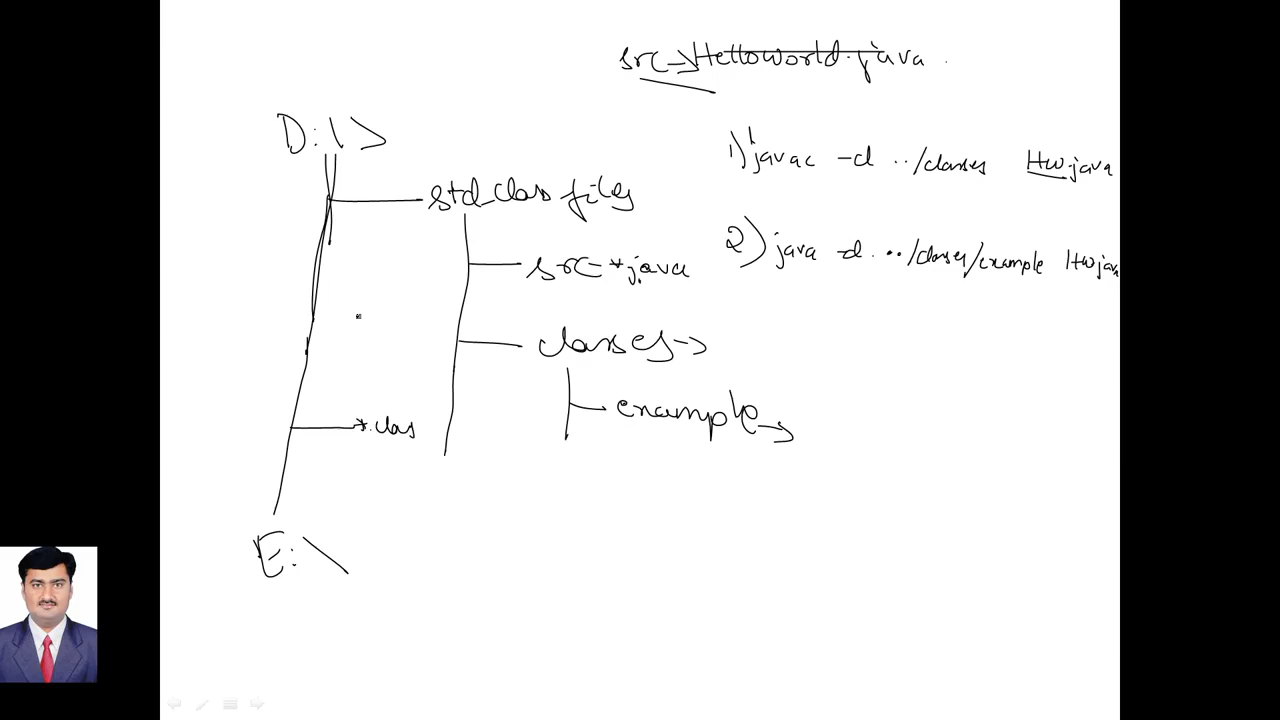 src→HelloWorld.java
D:\>
1) javac -d ../classes Hw.java
std_class files
2) java -d ../classes/example Hw java
src- *java
classes→
example→
*.clas
E:\